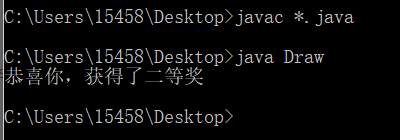 C:\Users\15458\Desktop>javac *.java
C:\Users\15458\Desktop>java Draw
恭喜你，获得了二等奖
C:\Users\15458\Desktop>